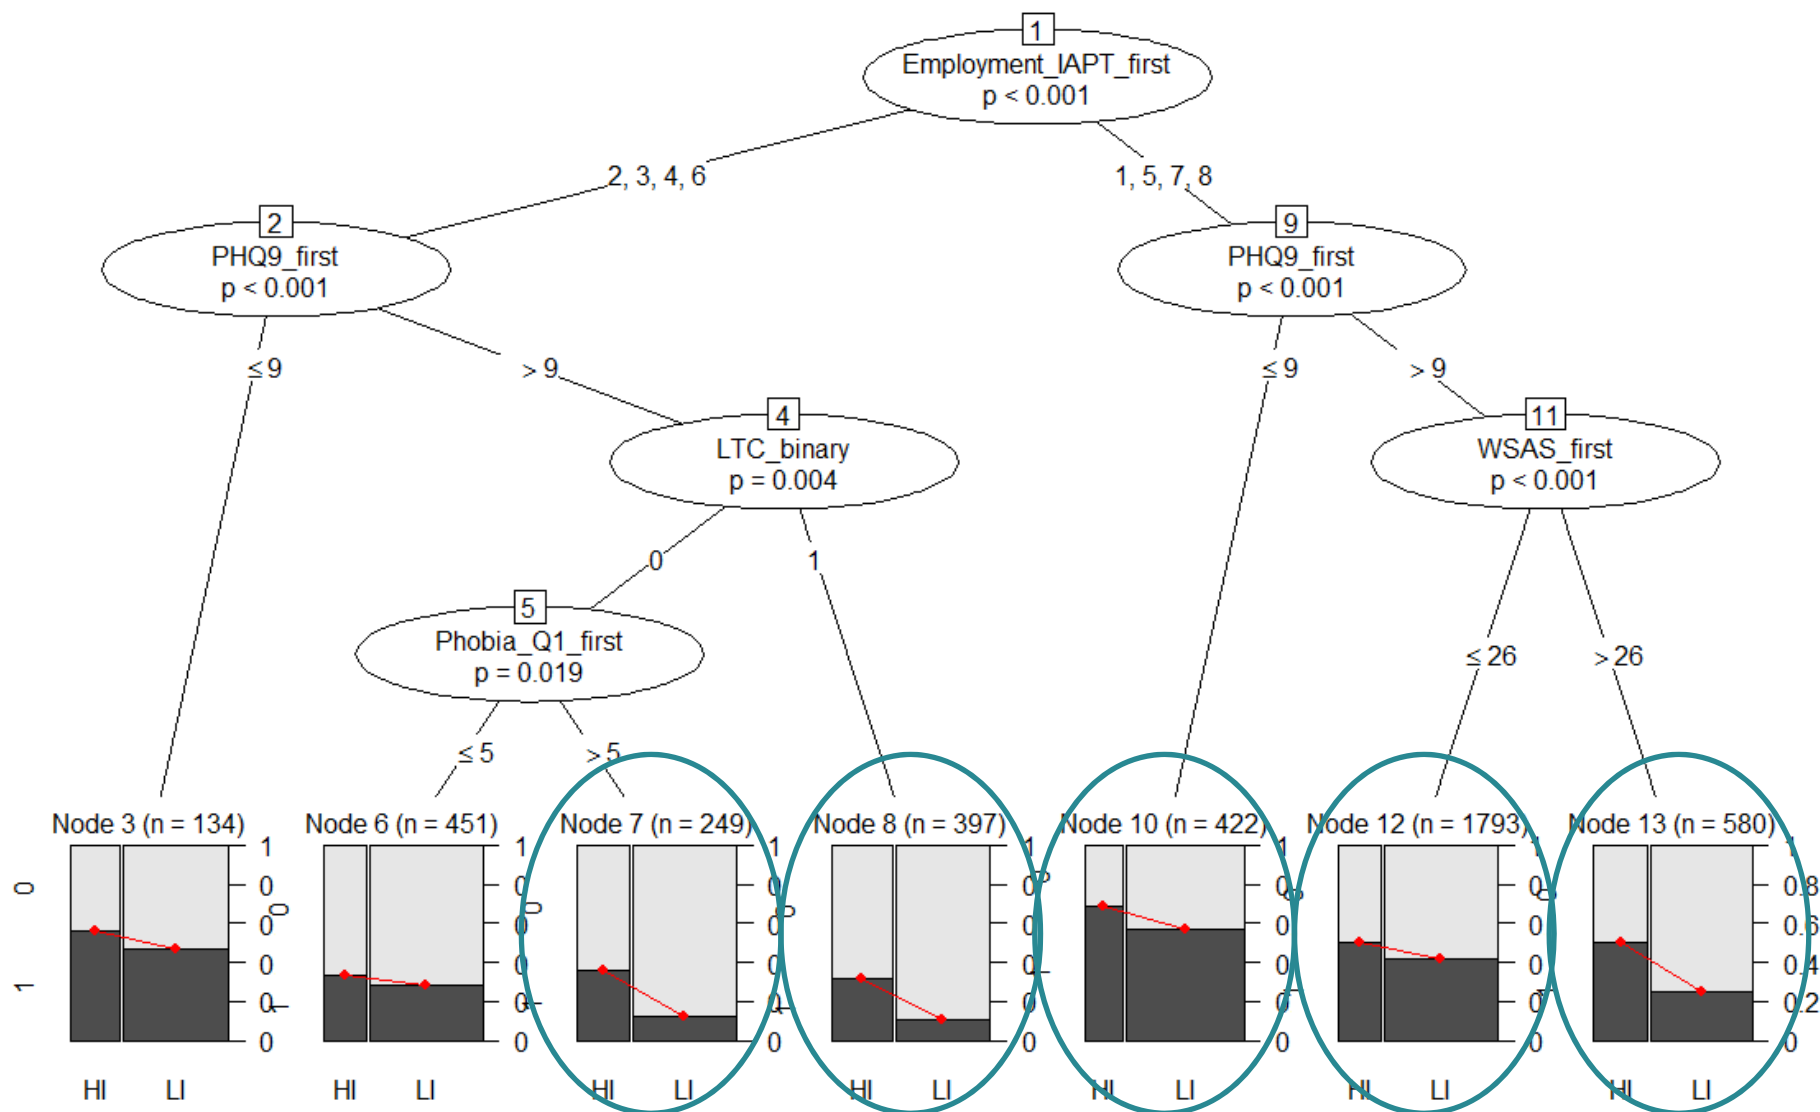 1
Employment_IAPT_first
p < 0.001
2, 3, 4, 6
1, 5, 7, 8
2
PHQ9_first
p < 0.001
9
PHQ9_first
p < 0.001
≤ 9
> 9
≤ 9
> 9
4
LTC_binary
p = 0.004
11
WSAS_first
p < 0.001
0
1
5
Phobia_Q1_first
p = 0.019
≤ 26
> 26
≤ 5
> 5
Node 3 (n = 134)
Node 6 (n = 451)
Node 7 (n = 249)
Node 8 (n = 397)
Node 10 (n = 422)
Node 12 (n = 1793)
Node 13 (n = 580)
0
1
1
0.8
0.6
0.4
0.2
0
HI LI
HI LI
HI LI
HI LI
HI LI
HI LI
HI LI